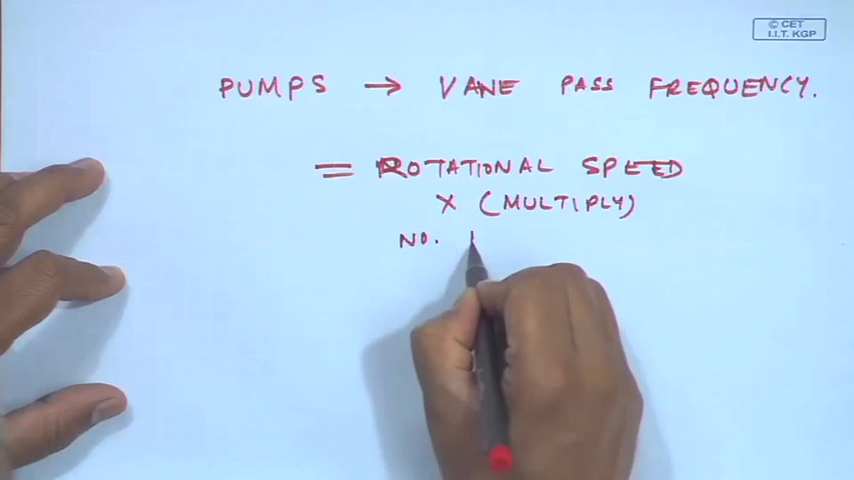 © CET
I.I.T. KGP
PUMPS → VANE PASS FREQUENCY.
= ROTATIONAL SPEED
X (MULTIPLY)
NO.